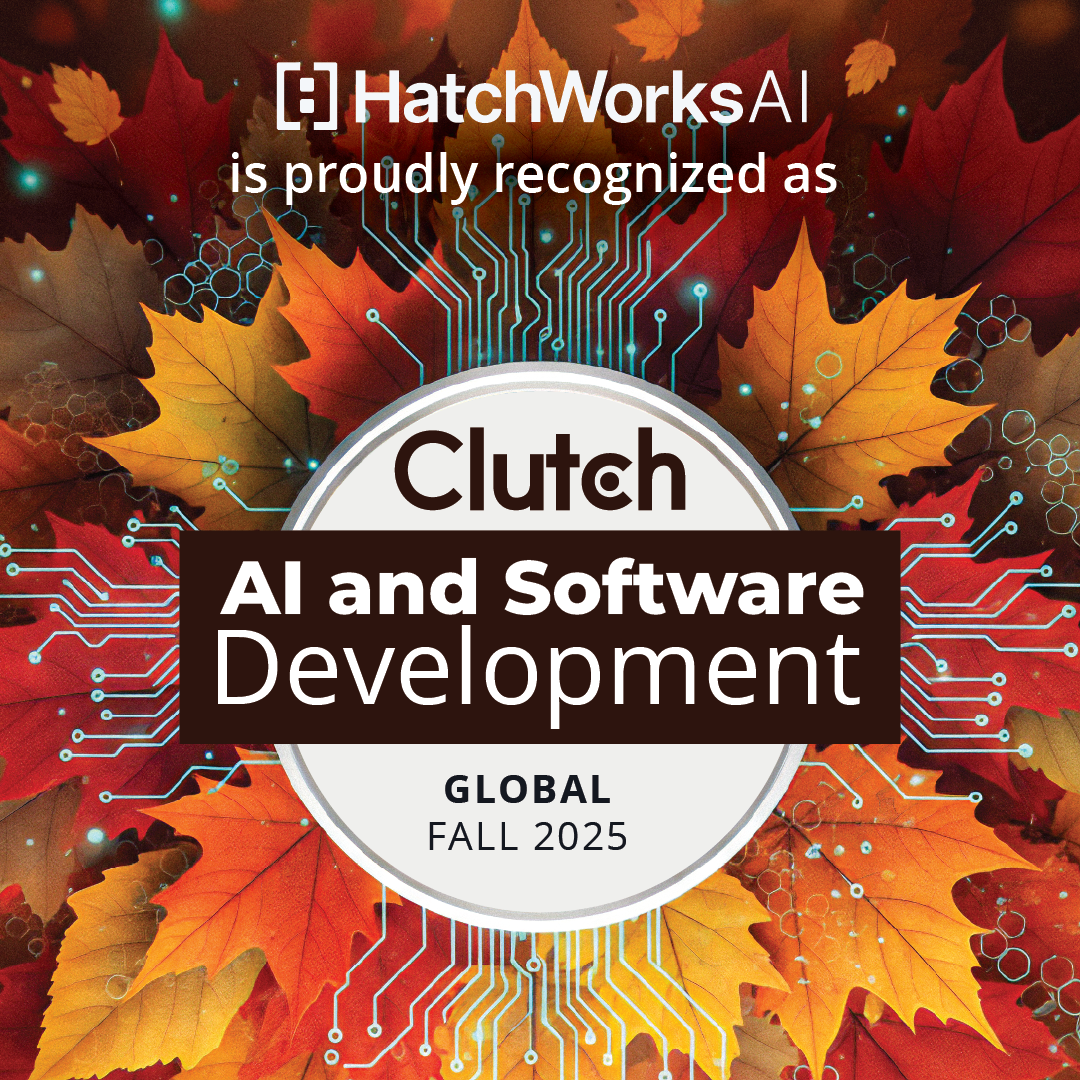 HatchWorksAI
is proudly recognized as
Clutch
AI and Software
Development
GLOBAL
FALL 2025